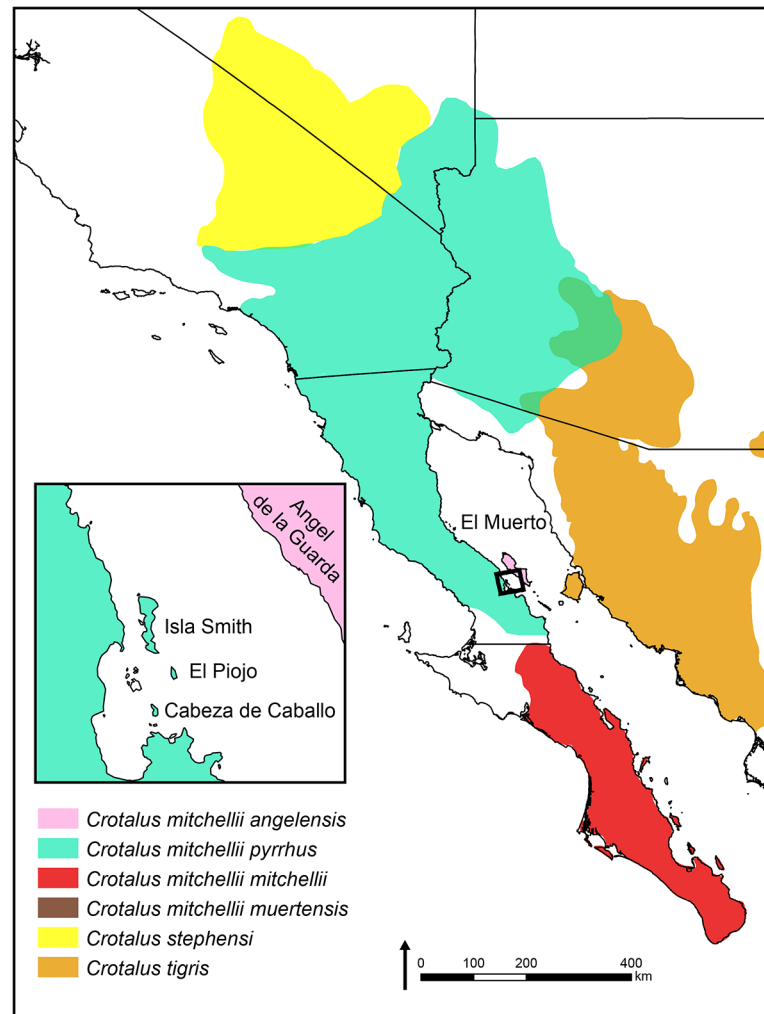 El Muerto
Angel
de la Guarda
Isla Smith
El Piojo
Cabeza de Caballo
Crotalus mitchellii angelensis
Crotalus mitchellii pyrrhus
Crotalus mitchellii mitchellii
Crotalus mitchellii muertensis
Crotalus stephensi
Crotalus tigris
0 100 200 400
km